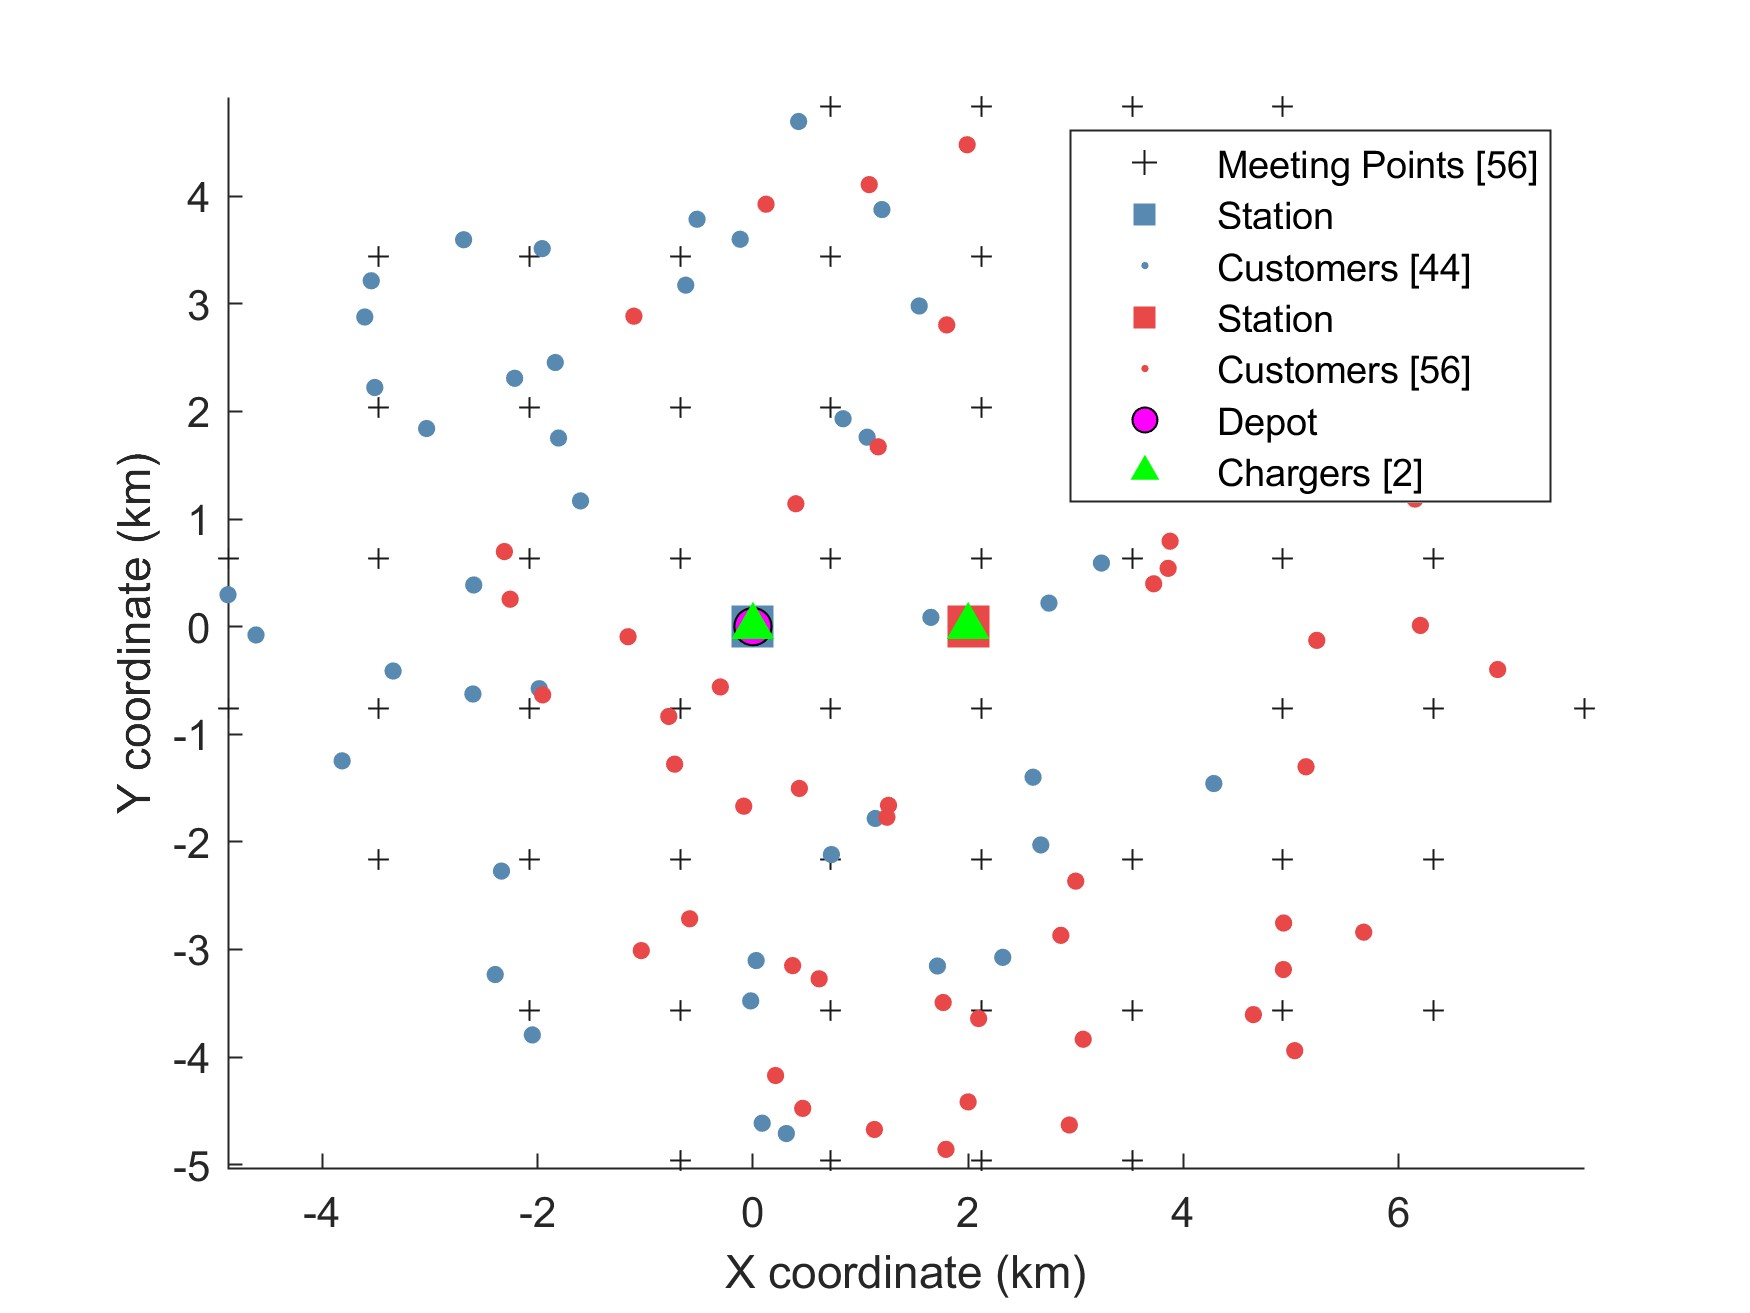 Meeting Points [56]
Station
Customers [44]
Station
Customers [56]
Depot
Chargers [2]
4
3
2
1
0
-1
-2
-3
-4
-5
Y coordinate (km)
-4 -2 0 2 4 6
X coordinate (km)